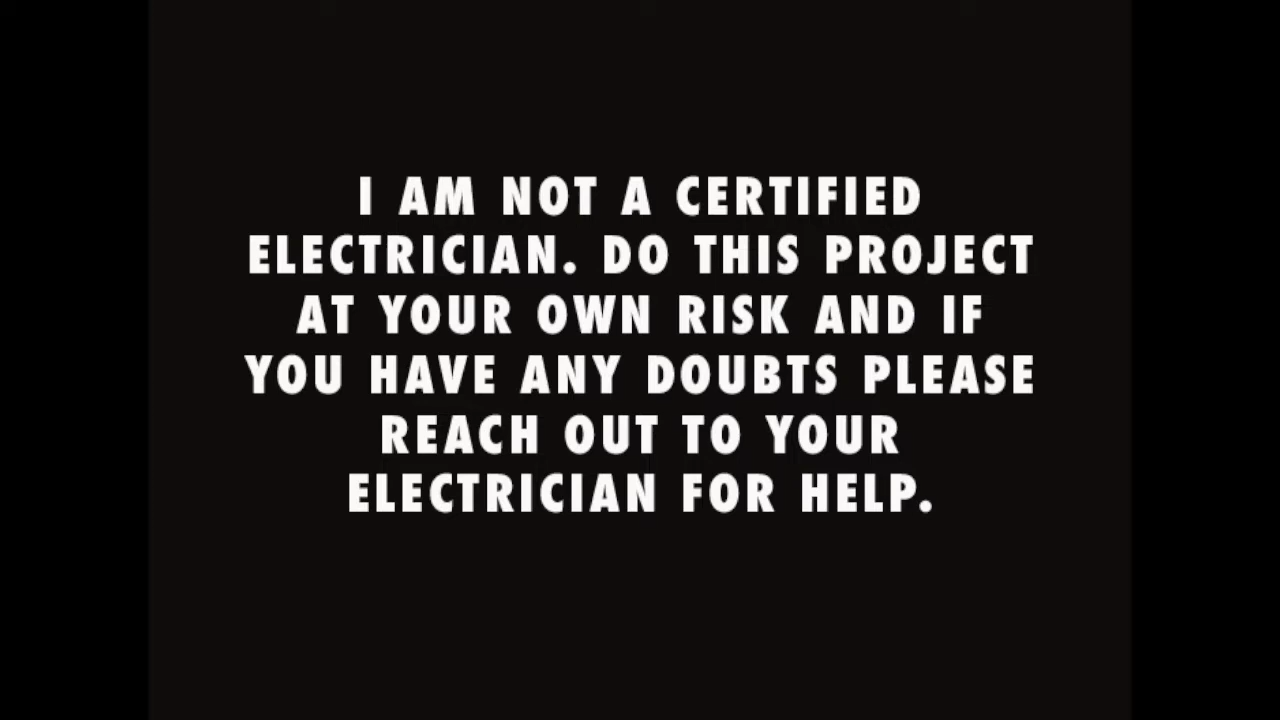 I AM NOT A CERTIFIED
ELECTRICIAN. DO THIS PROJECT
AT YOUR OWN RISK AND IF
YOU HAVE ANY DOUBTS PLEASE
REACH OUT TO YOUR
ELECTRICIAN FOR HELP.